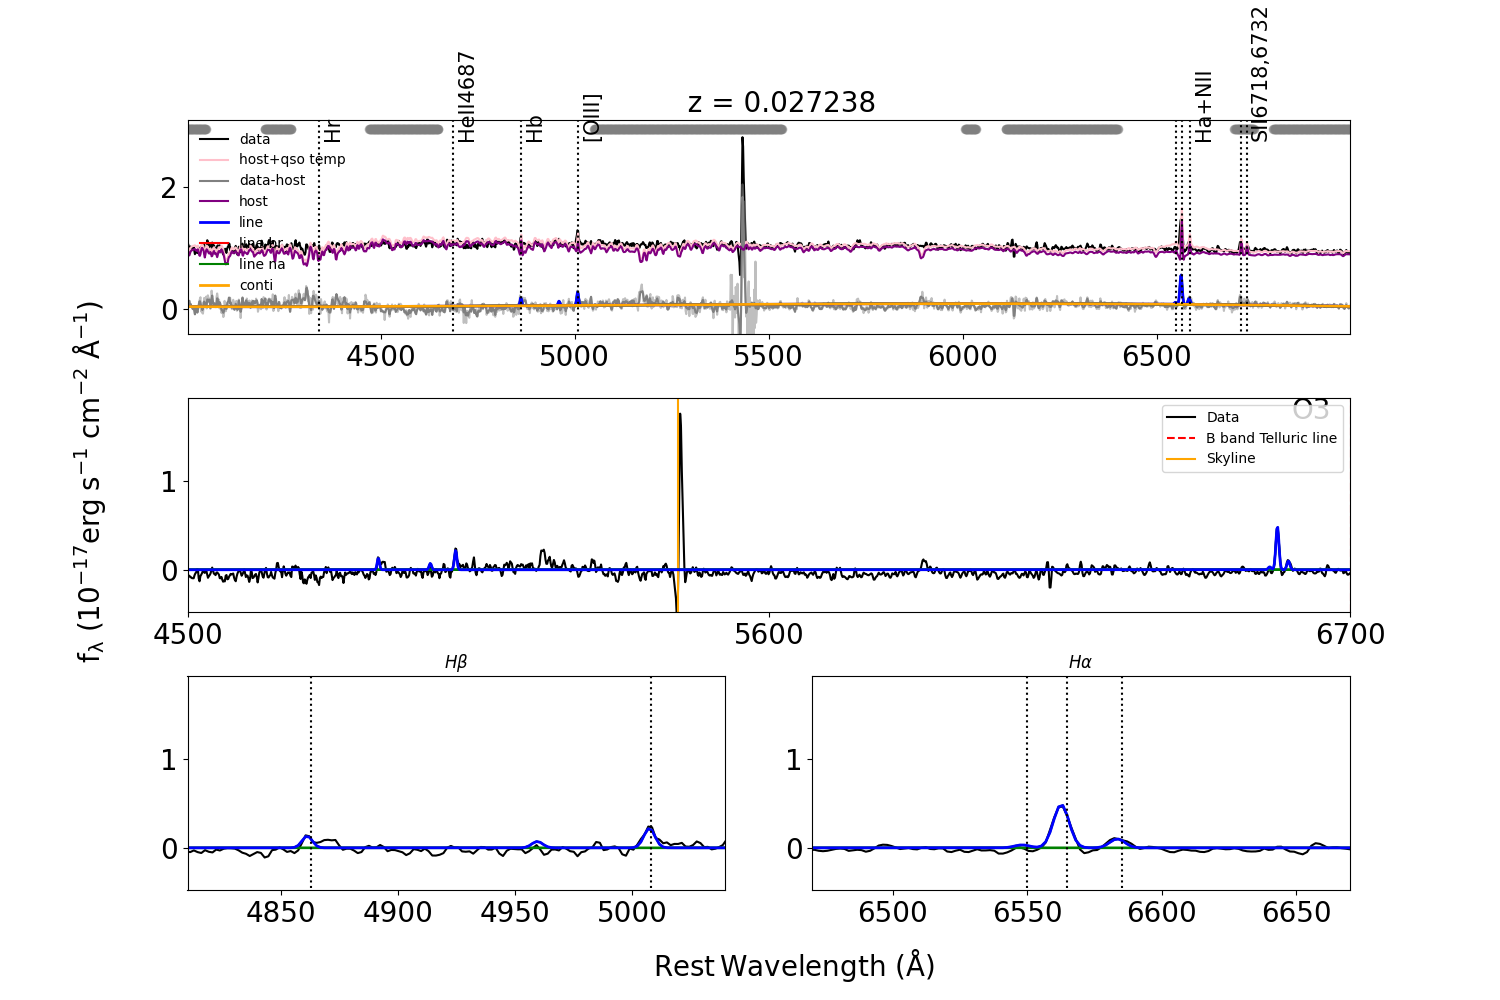 z = 0.027238
Hr
HeII4687
Hb
[OIII]
Ha+NII
SII6718,6732
data
host+qso temp
data-host
host
line
line br
line na
conti
2
0
4500 5000 5500 6000 6500
fλ (10⁻¹⁷erg s⁻¹ cm⁻² Å⁻¹)
O3
Data
B band Telluric line
Skyline
1
0
4500 5600 6700
Hβ
1
0
4850 4900 4950 5000
Hα
1
0
6500 6550 6600 6650
Rest Wavelength (Å)